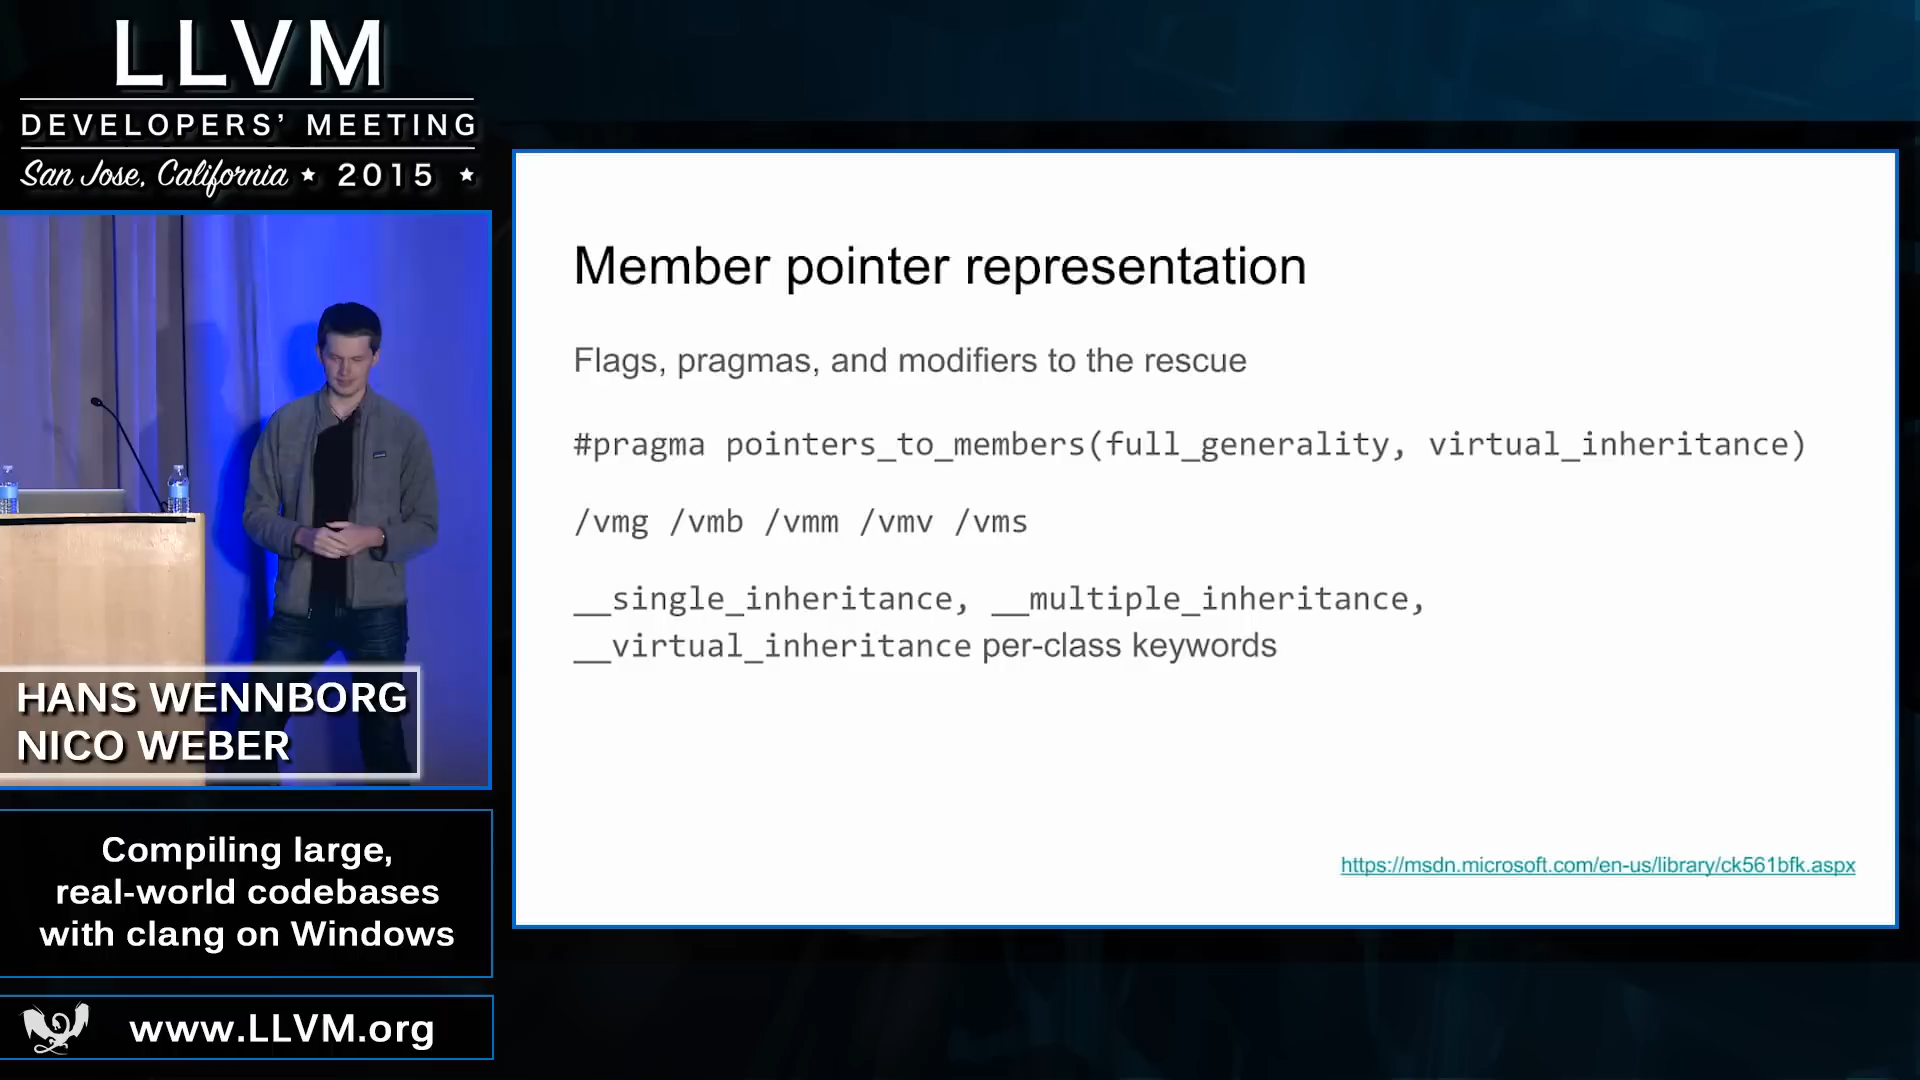 LLVM
DEVELOPERS' MEETING
San Jose, California ★ 2015 ★
HANS WENNBORG
NICO WEBER
Compiling large,
real-world codebases
with clang on Windows
www.LLVM.org
Member pointer representation
Flags, pragmas, and modifiers to the rescue
#pragma pointers_to_members(full_generality, virtual_inheritance)
/vmg /vmb /vmm /vmv /vms
__single_inheritance, __multiple_inheritance,
__virtual_inheritance per-class keywords
https://msdn.microsoft.com/en-us/library/ck561bfk.aspx